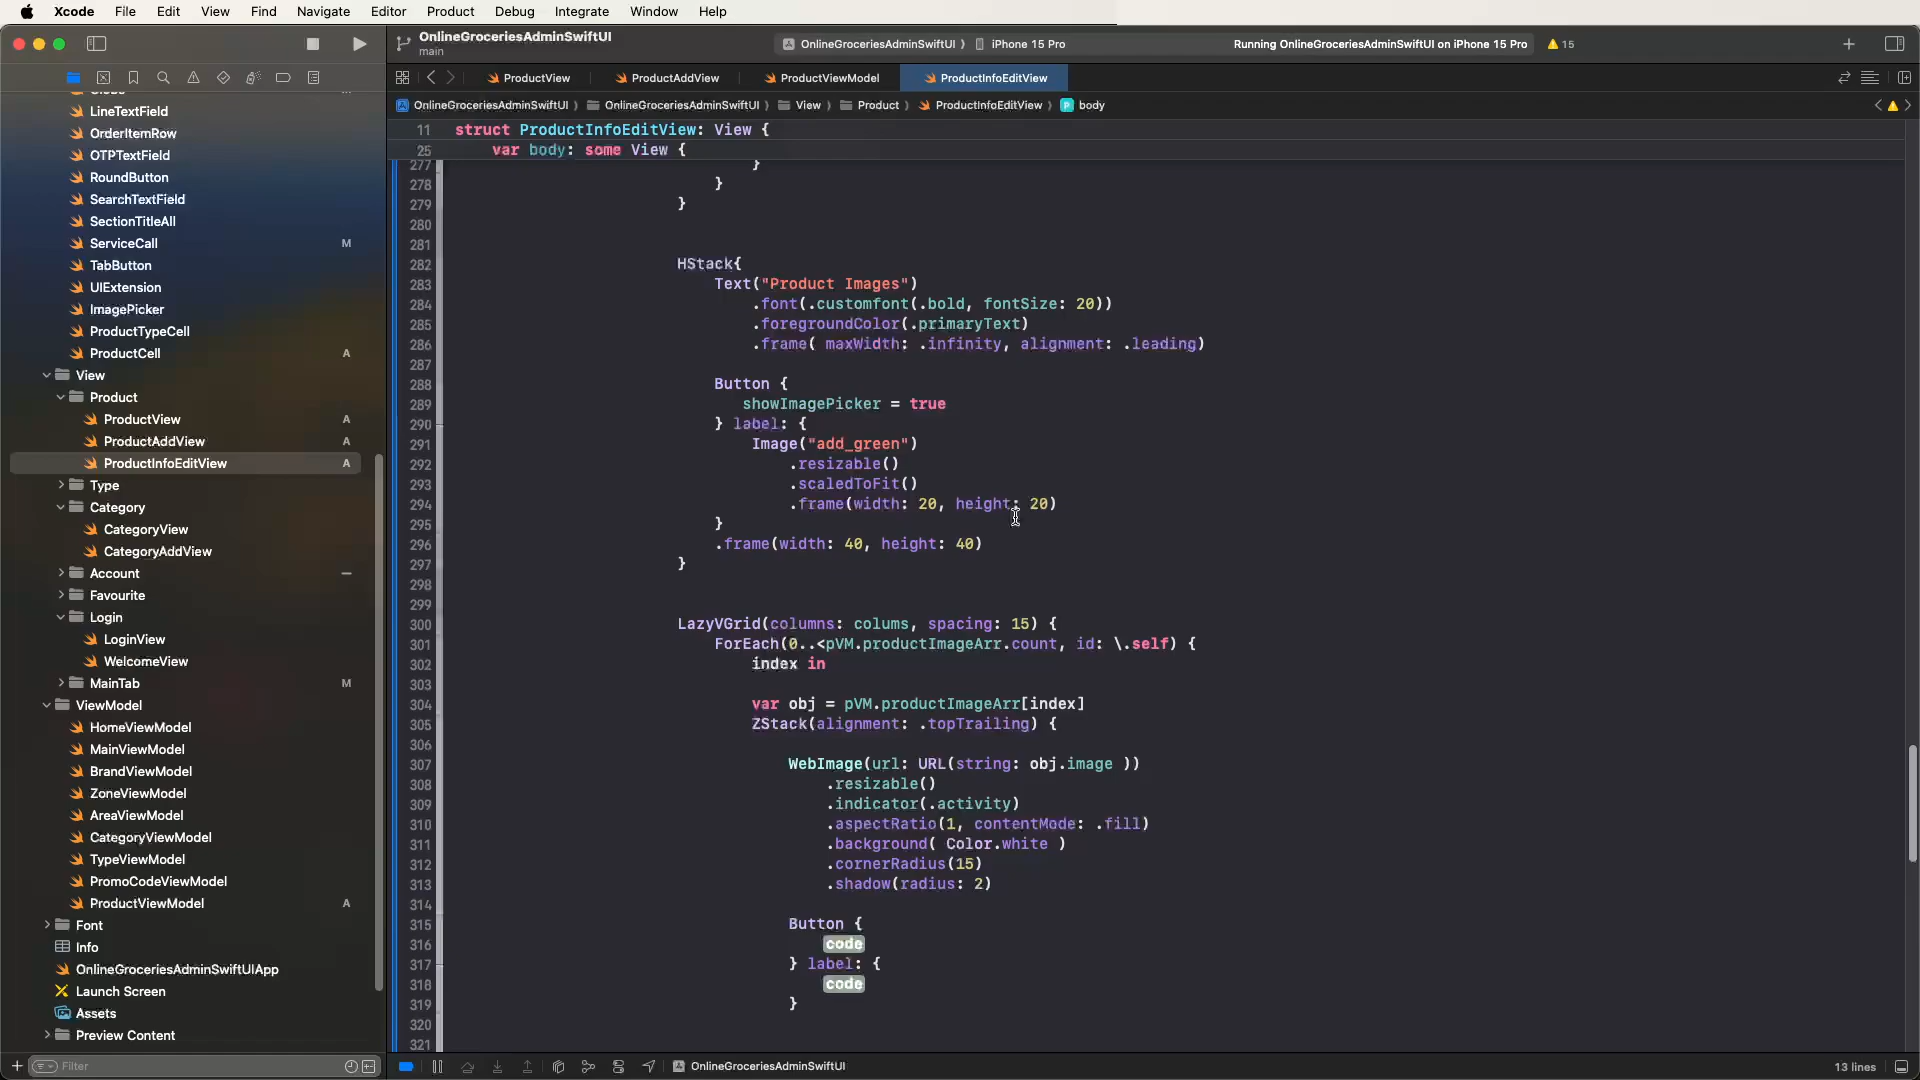 Xcode File Edit View Find Navigate Editor Product Debug Integrate Window Help
OnlineGroceriesAdminSwiftUI
main
OnlineGroceriesAdminSwiftUI iPhone 15 Pro
Running OnlineGroceriesAdminSwiftUI on iPhone 15 Pro 15
ProductView ProductAddView ProductViewModel ProductInfoEditView
OnlineGroceriesAdminSwiftUI OnlineGroceriesAdminSwiftUI View Product ProductInfoEditView P body
LineTextField
OrderItemRow
OTPTextField
RoundButton
SearchTextField
SectionTitleAll
ServiceCall M
TabButton
UIExtension
ImagePicker
ProductTypeCell
ProductCell A
View
Product
ProductView A
ProductAddView A
ProductInfoEditView A
Type
Category
CategoryView
CategoryAddView
Account
Favourite
Login
LoginView
WelcomeView
MainTab M
ViewModel
HomeViewModel
MainViewModel
BrandViewModel
ZoneViewModel
AreaViewModel
CategoryViewModel
TypeViewModel
PromoCodeViewModel
ProductViewModel A
Font
Info
OnlineGroceriesAdminSwiftUIApp
Launch Screen
Assets
Preview Content
Filter
11 struct ProductInfoEditView: View {
25 var body: some View {
277 }
278 }
279 }
280
281
282 HStack{
283 Text("Product Images")
284 .font(.customfont(.bold, fontSize: 20))
285 .foregroundColor(.primaryText)
286 .frame( maxWidth: .infinity, alignment: .leading)
287
288 Button {
289 showImagePicker = true
290 } label: {
291 Image("add_green")
292 .resizable()
293 .scaledToFit()
294 .frame(width: 20, height: 20)
295 }
296 .frame(width: 40, height: 40)
297 }
298
299
300 LazyVGrid(columns: colums, spacing: 15) {
301 ForEach(0..<pVM.productImageArr.count, id: \.self) {
302 index in
303
304 var obj = pVM.productImageArr[index]
305 ZStack(alignment: .topTrailing) {
306
307 WebImage(url: URL(string: obj.image ))
308 .resizable()
309 .indicator(.activity)
310 .aspectRatio(1, contentMode: .fill)
311 .background( Color.white )
312 .cornerRadius(15)
313 .shadow(radius: 2)
314
315 Button {
316 code
317 } label: {
318 code
319 }
320
321
OnlineGroceriesAdminSwiftUI
13 lines